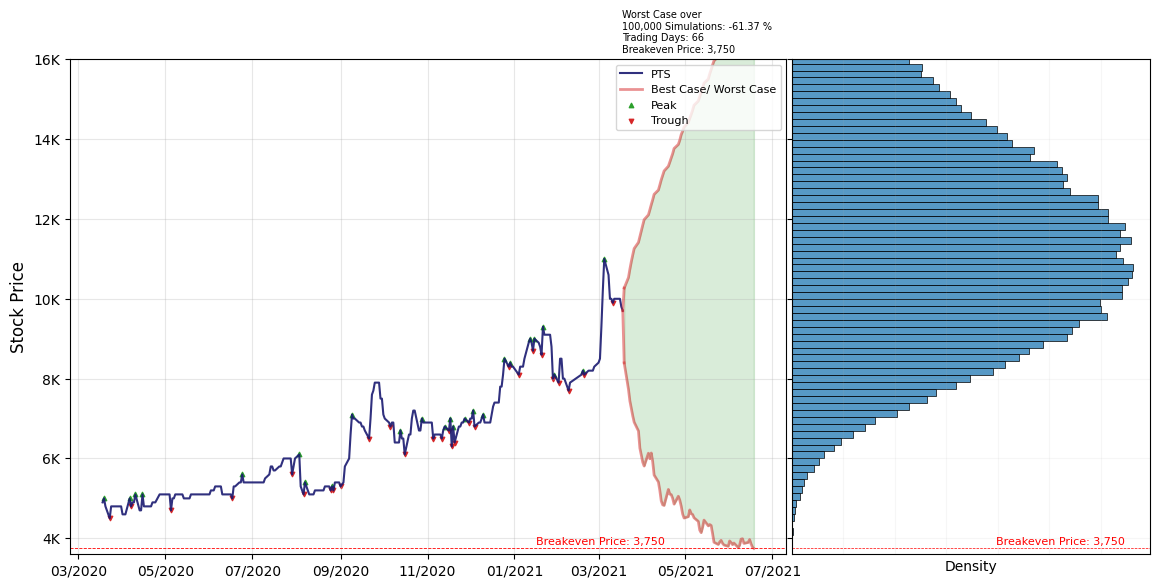 Worst Case over
100,000 Simulations: -61.37 %
Trading Days: 66
Breakeven Price: 3,750
16K
14K
12K
10K
8K
6K
4K
Stock Price
PTS
Best Case/ Worst Case
Peak
Trough
Breakeven Price: 3,750
Breakeven Price: 3,750
03/2020
05/2020
07/2020
09/2020
11/2020
01/2021
03/2021
05/2021
07/2021
Density